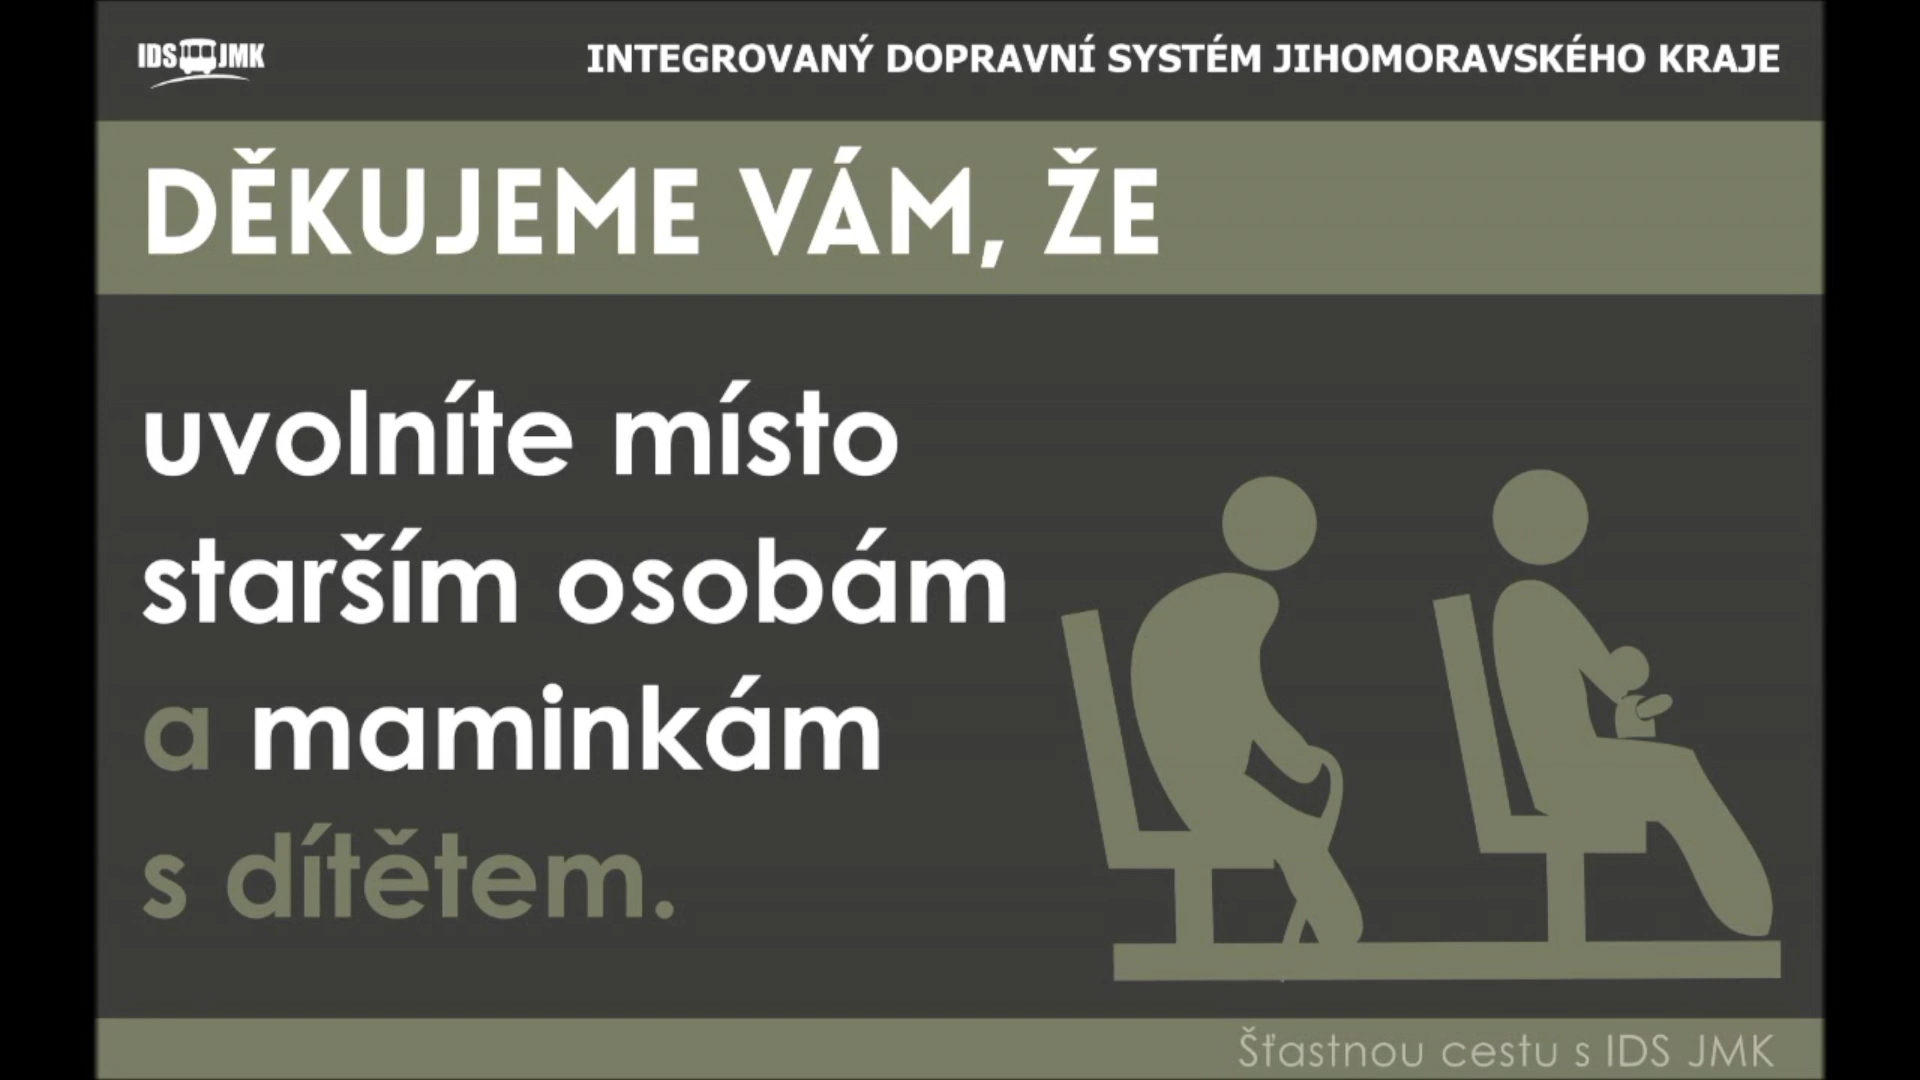 IDS JMK
INTEGROVANÝ DOPRAVNÍ SYSTÉM JIHOMORAVSKÉHO KRAJE
DĚKUJEME VÁM, ŽE
uvolníte místo
starším osobám
a maminkám
s dítětem.
Šťastnou cestu s IDS JMK